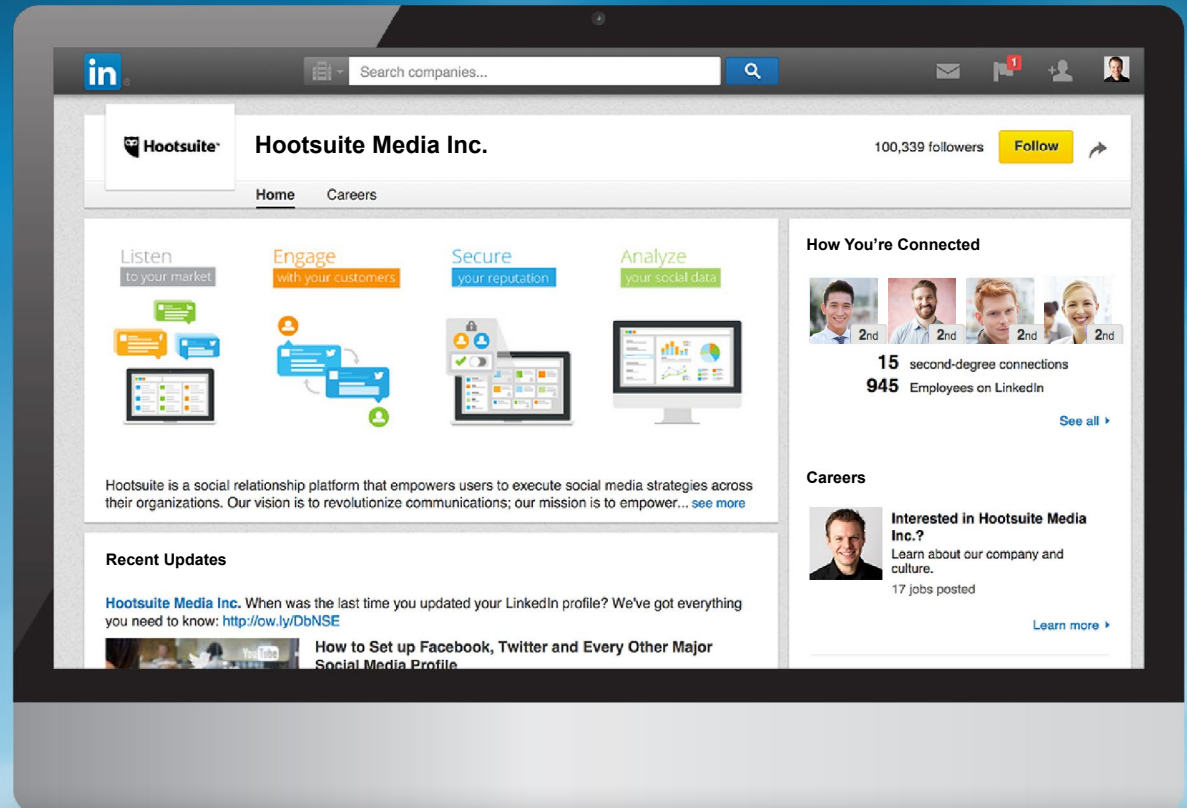 in
Search companies...
1
Hootsuite
Hootsuite Media Inc.
100,339 followers
Follow
Home
Careers
Listen
to your market
Engage
with your customers
Secure
your reputation
Analyze
your social data
Hootsuite is a social relationship platform that empowers users to execute social media strategies across
their organizations. Our vision is to revolutionize communications; our mission is to empower... see more
Recent Updates
Hootsuite Media Inc. When was the last time you updated your LinkedIn profile? We've got everything
you need to know: http://ow.ly/DbNSE
YouTube
How to Set up Facebook, Twitter and Every Other Major
Social Media Profile
How You’re Connected
2nd
2nd
2nd
2nd
15 second-degree connections
945 Employees on LinkedIn
See all
Careers
Interested in Hootsuite Media
Inc.?
Learn about our company and
culture.
17 jobs posted
Learn more